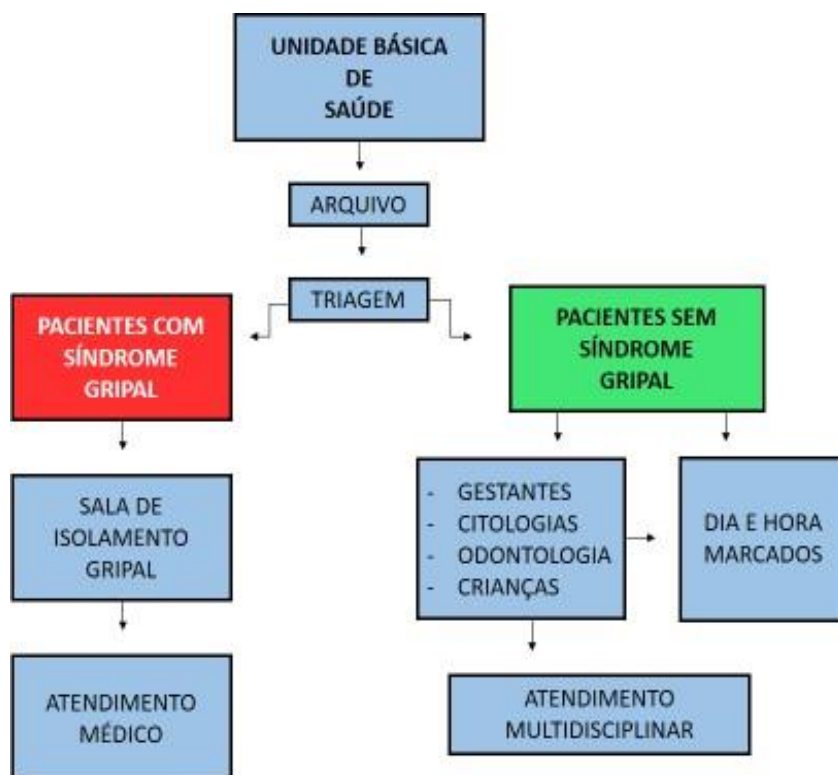 UNIDADE BÁSICA
DE
SAÚDE
ARQUIVO
TRIAGEM
PACIENTES COM
SÍNDROME
GRIPAL
PACIENTES SEM
SÍNDROME
GRIPAL
SALA DE
ISOLAMENTO
GRIPAL
- GESTANTES
- CITOLOGIAS
- ODONTOLOGIA
- CRIANÇAS
DIA E HORA
MARCADOS
ATENDIMENTO
MÉDICO
ATENDIMENTO
MULTIDISCIPLINAR